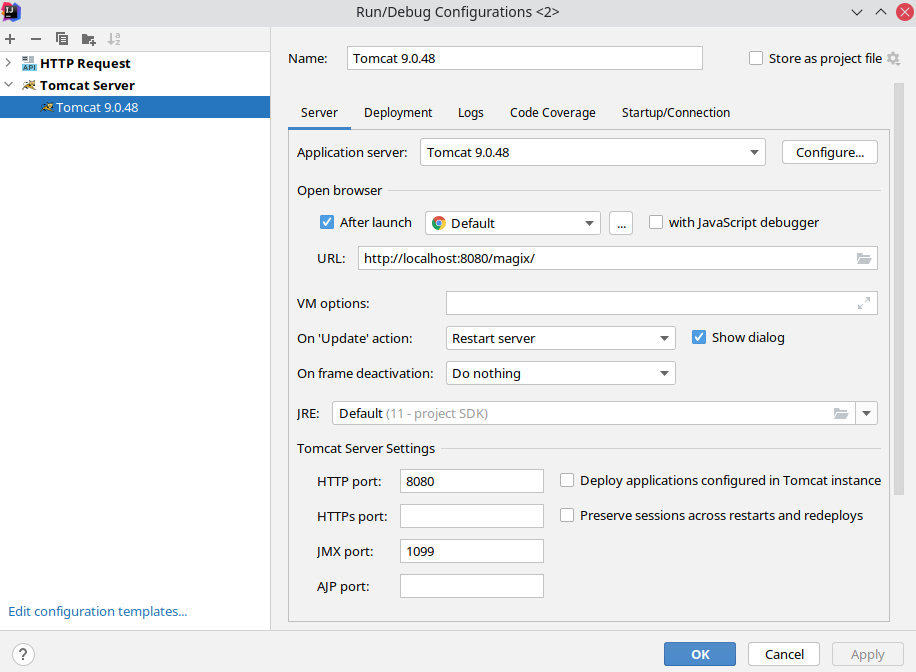 Run/Debug Configurations <2>
HTTP Request
Tomcat Server
Tomcat 9.0.48
Edit configuration templates...
Name: Tomcat 9.0.48 Store as project file
Server Deployment Logs Code Coverage Startup/Connection
Application server: Tomcat 9.0.48 Configure...
Open browser
After launch Default ... with JavaScript debugger
URL: http://localhost:8080/magix/
VM options:
On 'Update' action: Restart server Show dialog
On frame deactivation: Do nothing
JRE: Default (11 - project SDK)
Tomcat Server Settings
HTTP port: 8080 Deploy applications configured in Tomcat instance
HTTPs port: Preserve sessions across restarts and redeploys
JMX port: 1099
AJP port:
? OK Cancel Apply